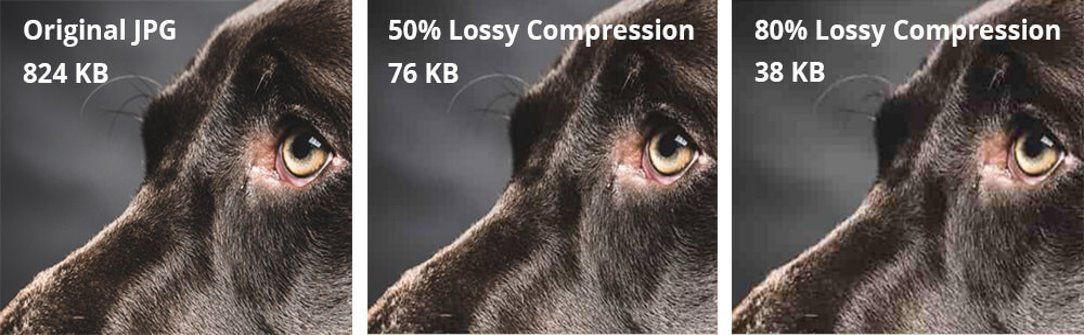 Original JPG
824 KB
50% Lossy Compression
76 KB
80% Lossy Compression
38 KB